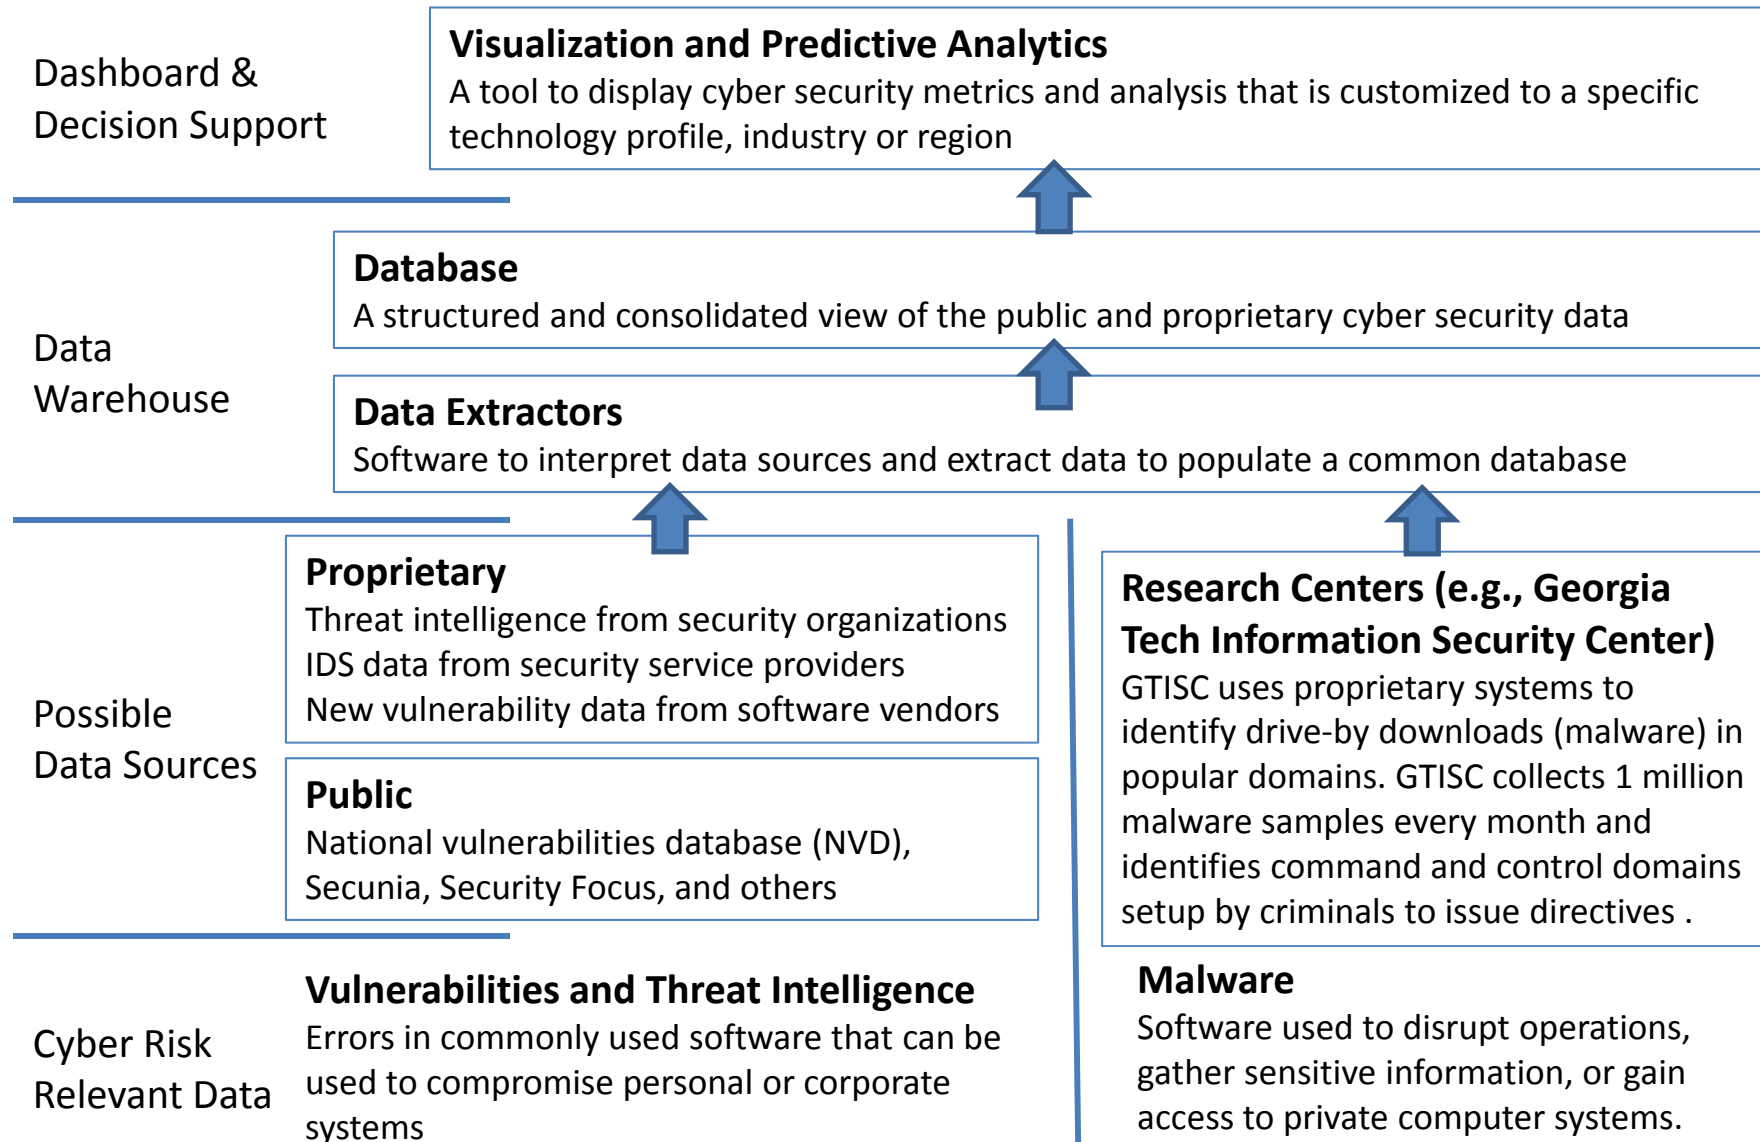 Dashboard &
Decision Support
Visualization and Predictive Analytics
A tool to display cyber security metrics and analysis that is customized to a specific
technology profile, industry or region
Data
Warehouse
Database
A structured and consolidated view of the public and proprietary cyber security data
Data Extractors
Software to interpret data sources and extract data to populate a common database
Possible
Data Sources
Proprietary
Threat intelligence from security organizations
IDS data from security service providers
New vulnerability data from software vendors
Public
National vulnerabilities database (NVD),
Secunia, Security Focus, and others
Research Centers (e.g., Georgia
Tech Information Security Center)
GTISC uses proprietary systems to
identify drive-by downloads (malware) in
popular domains. GTISC collects 1 million
malware samples every month and
identifies command and control domains
setup by criminals to issue directives .
Cyber Risk
Relevant Data
Vulnerabilities and Threat Intelligence
Errors in commonly used software that can be
used to compromise personal or corporate
systems
Malware
Software used to disrupt operations,
gather sensitive information, or gain
access to private computer systems.